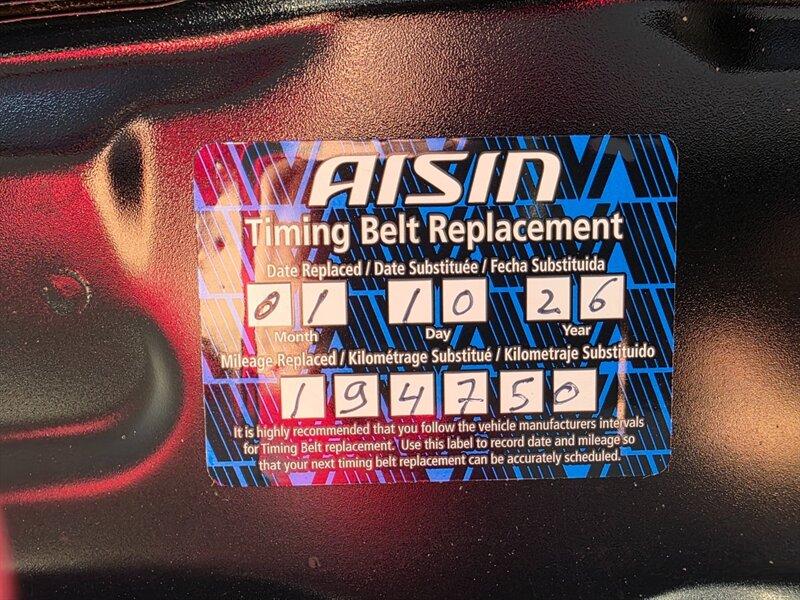 AISIN
Timing Belt Replacement
Date Replaced / Date Substituée / Fecha Substituida
01 10 26
Month Day Year
Mileage Replaced / Kilométrage Substitué / Kilometraje Substituido
194750
It is highly recommended that you follow the vehicle manufacturers intervals
for Timing Belt replacement. Use this label to record date and mileage so
that your next timing belt replacement can be accurately scheduled.